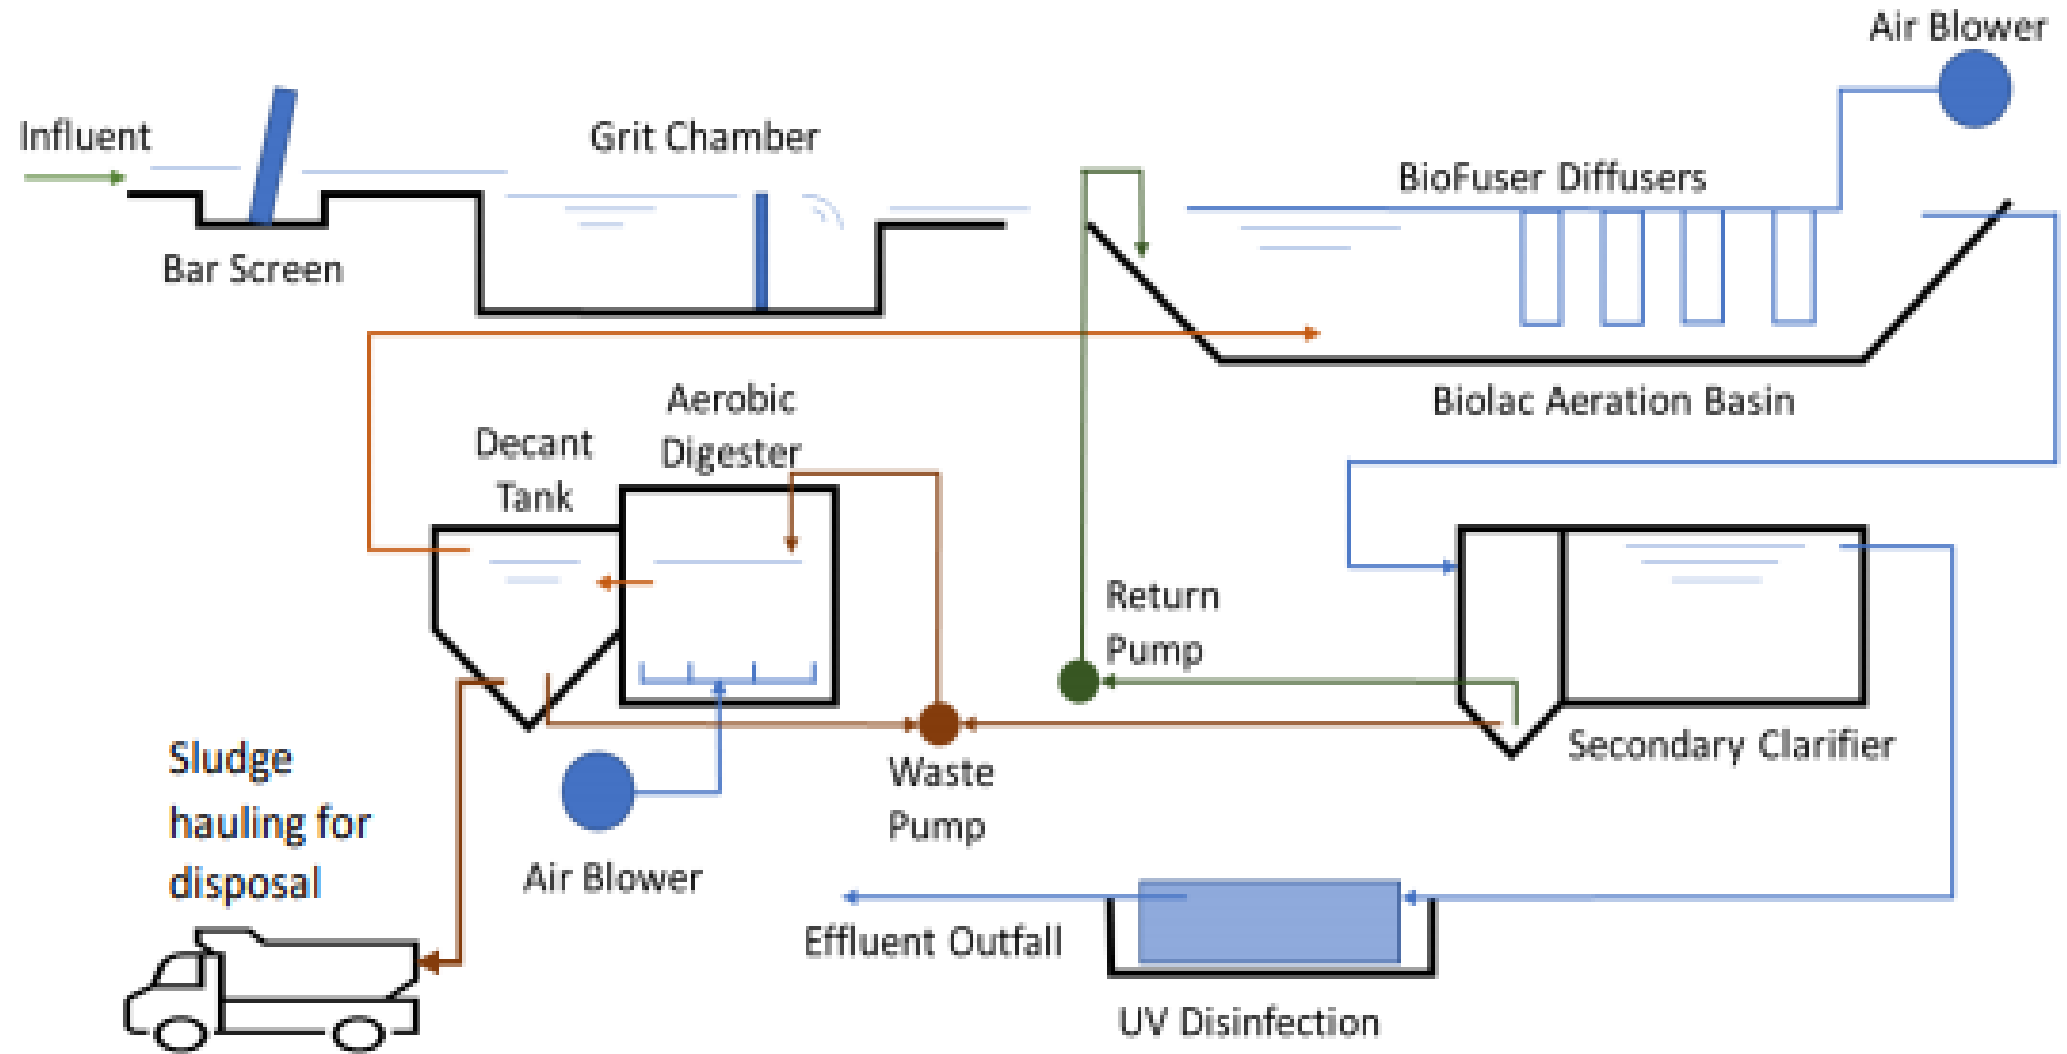 Air Blower
Influent
Grit Chamber
BioFuser Diffusers
Bar Screen
Biolac Aeration Basin
Aerobic
Digester
Decant
Tank
Return
Pump
Secondary Clarifier
Sludge
hauling for
disposal
Waste
Pump
Air Blower
Effluent Outfall
UV Disinfection